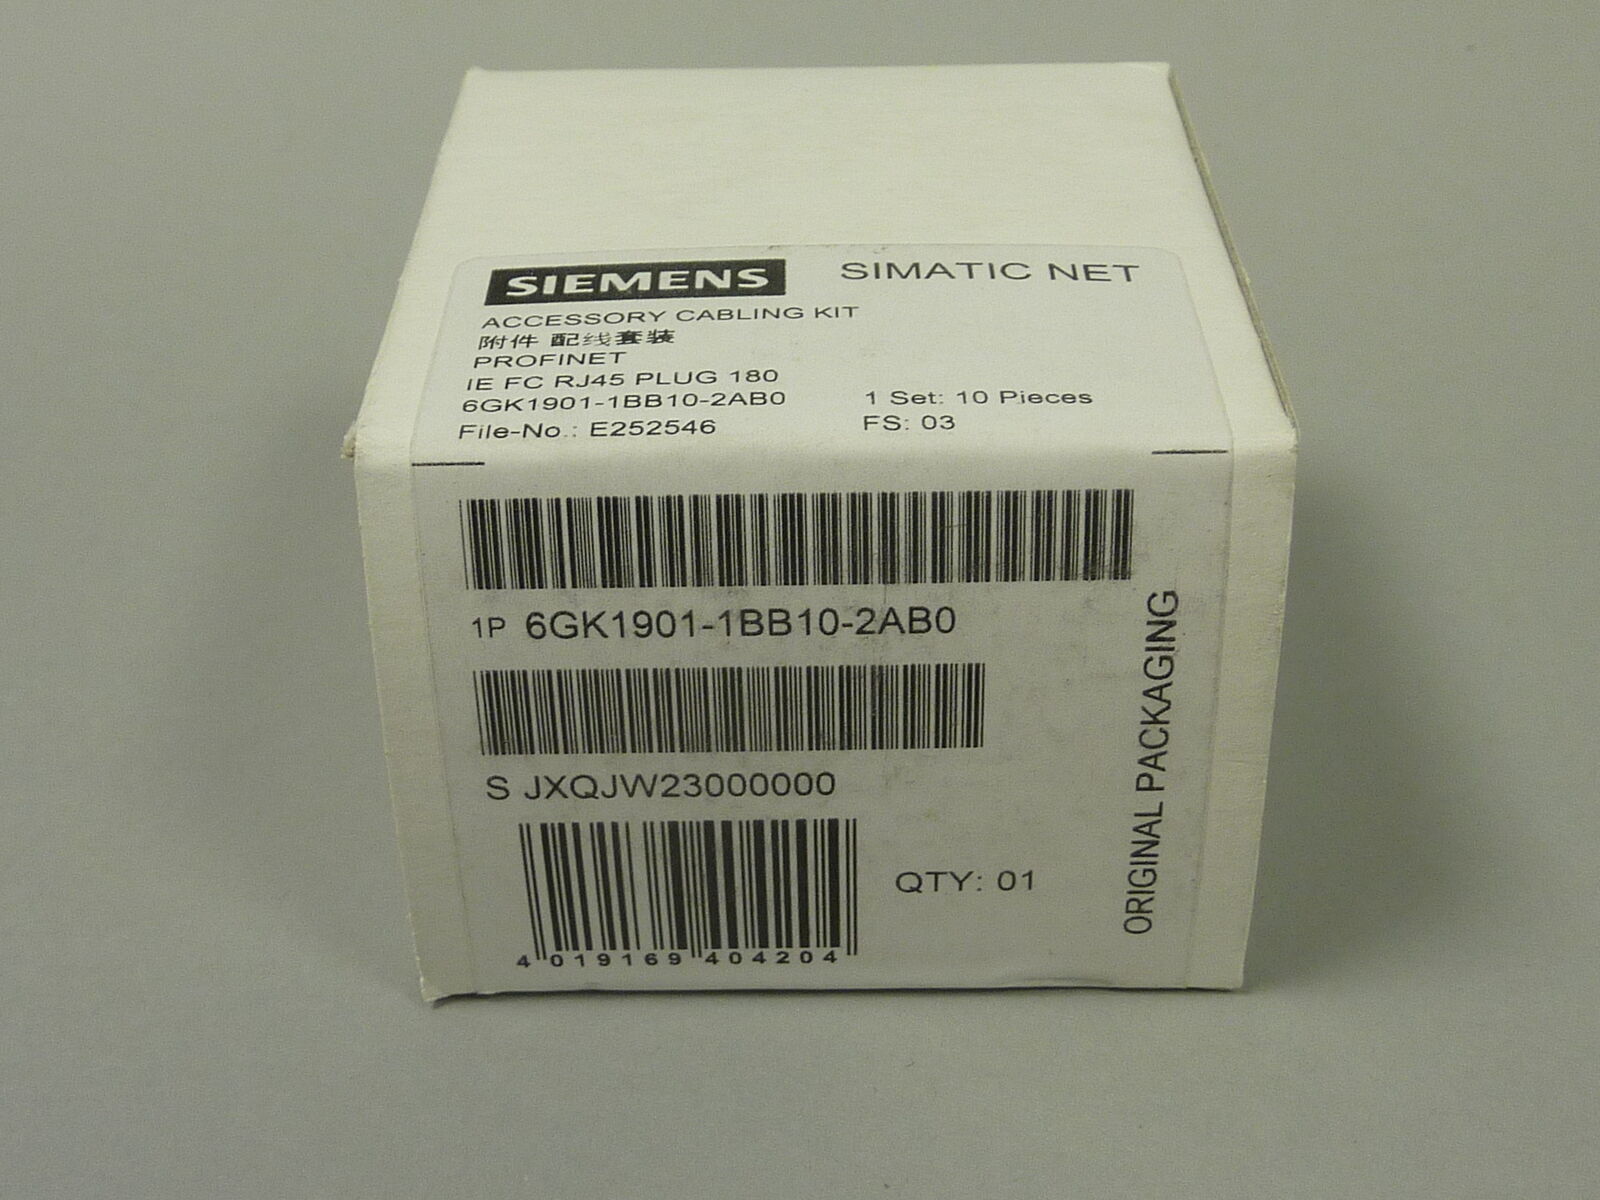 SIEMENS SIMATIC NET
ACCESSORY CABLING KIT
附件 配线套装
PROFINET
IE FC RJ45 PLUG 180
6GK1901-1BB10-2AB0 1 Set: 10 Pieces
File-No.: E252546 FS: 03
1P 6GK1901-1BB10-2AB0
S JXQJW23000000
QTY: 01
4 019169 404204
ORIGINAL PACKAGING